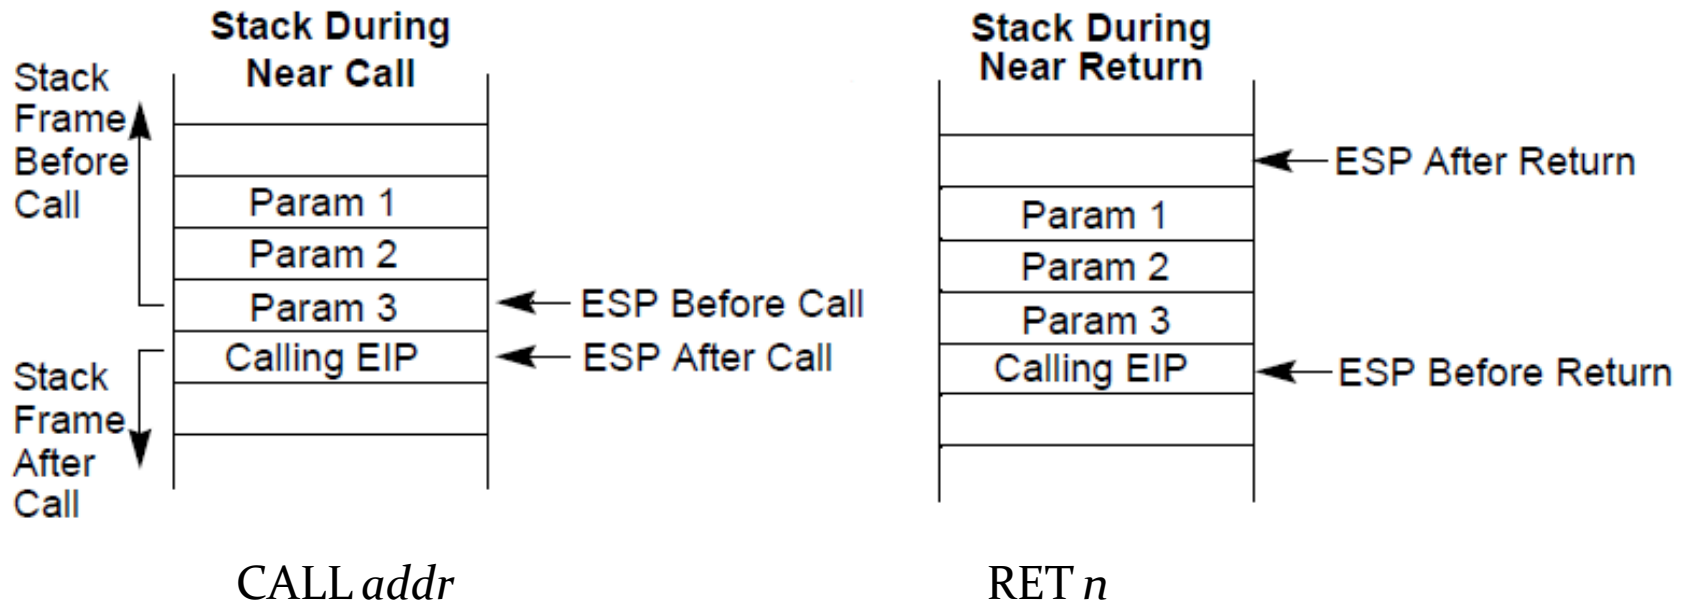 Stack During
Near Call
Stack
Frame
Before
Call
Param 1
Param 2
Param 3
Calling EIP
ESP Before Call
ESP After Call
Stack
Frame
After
Call
CALL addr
Stack During
Near Return
Param 1
Param 2
Param 3
Calling EIP
ESP After Return
ESP Before Return
RET n